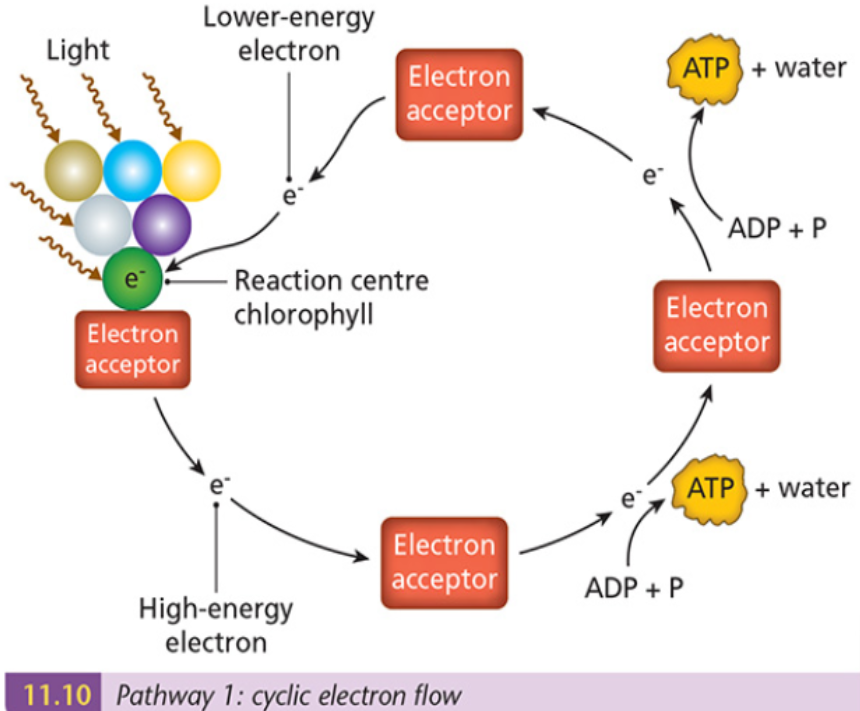 Lower-energy
electron
Light
Electron
acceptor
ATP + water
e-
e-
ADP + P
e-
Reaction centre
chlorophyll
Electron
acceptor
Electron
acceptor
e-
e-
ATP + water
Electron
acceptor
ADP + P
High-energy
electron
11.10 Pathway 1: cyclic electron flow